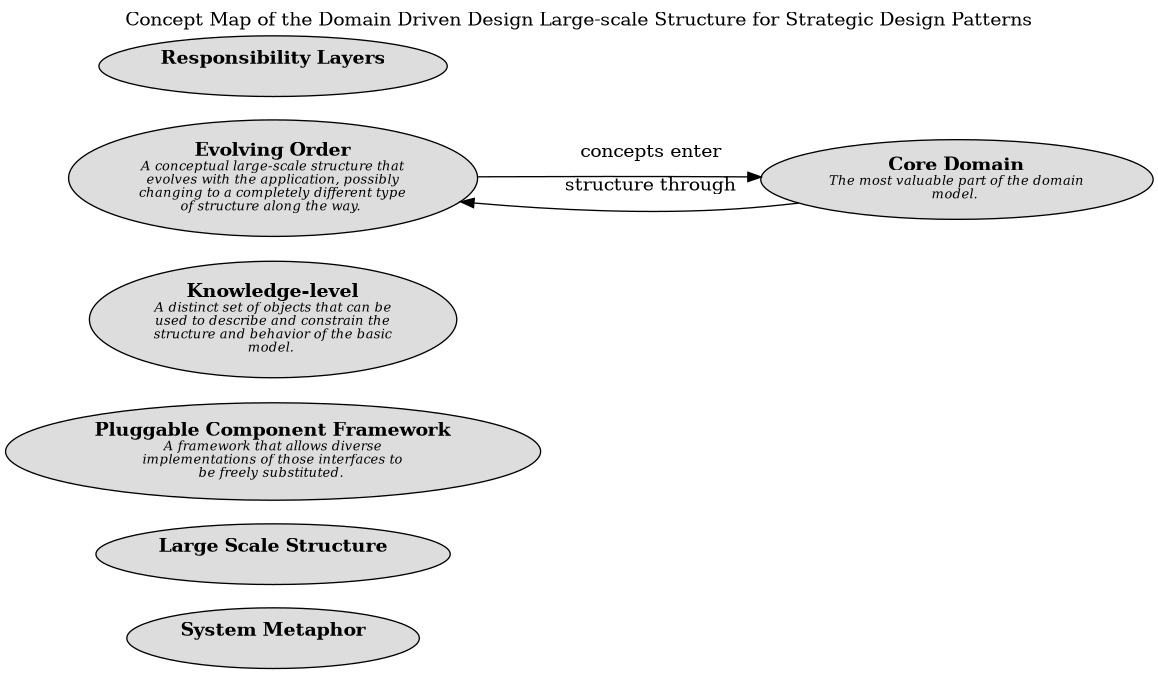 Concept Map of the Domain Driven Design Large-scale Structure for Strategic Design Patterns
Responsibility Layers
Evolving Order
A conceptual large-scale structure that
evolves with the application, possibly
changing to a completely different type
of structure along the way.
concepts enter
structure through
Core Domain
The most valuable part of the domain
model.
Knowledge-level
A distinct set of objects that can be
used to describe and constrain the
structure and behavior of the basic
model.
Pluggable Component Framework
A framework that allows diverse
implementations of those interfaces to
be freely substituted.
Large Scale Structure
System Metaphor